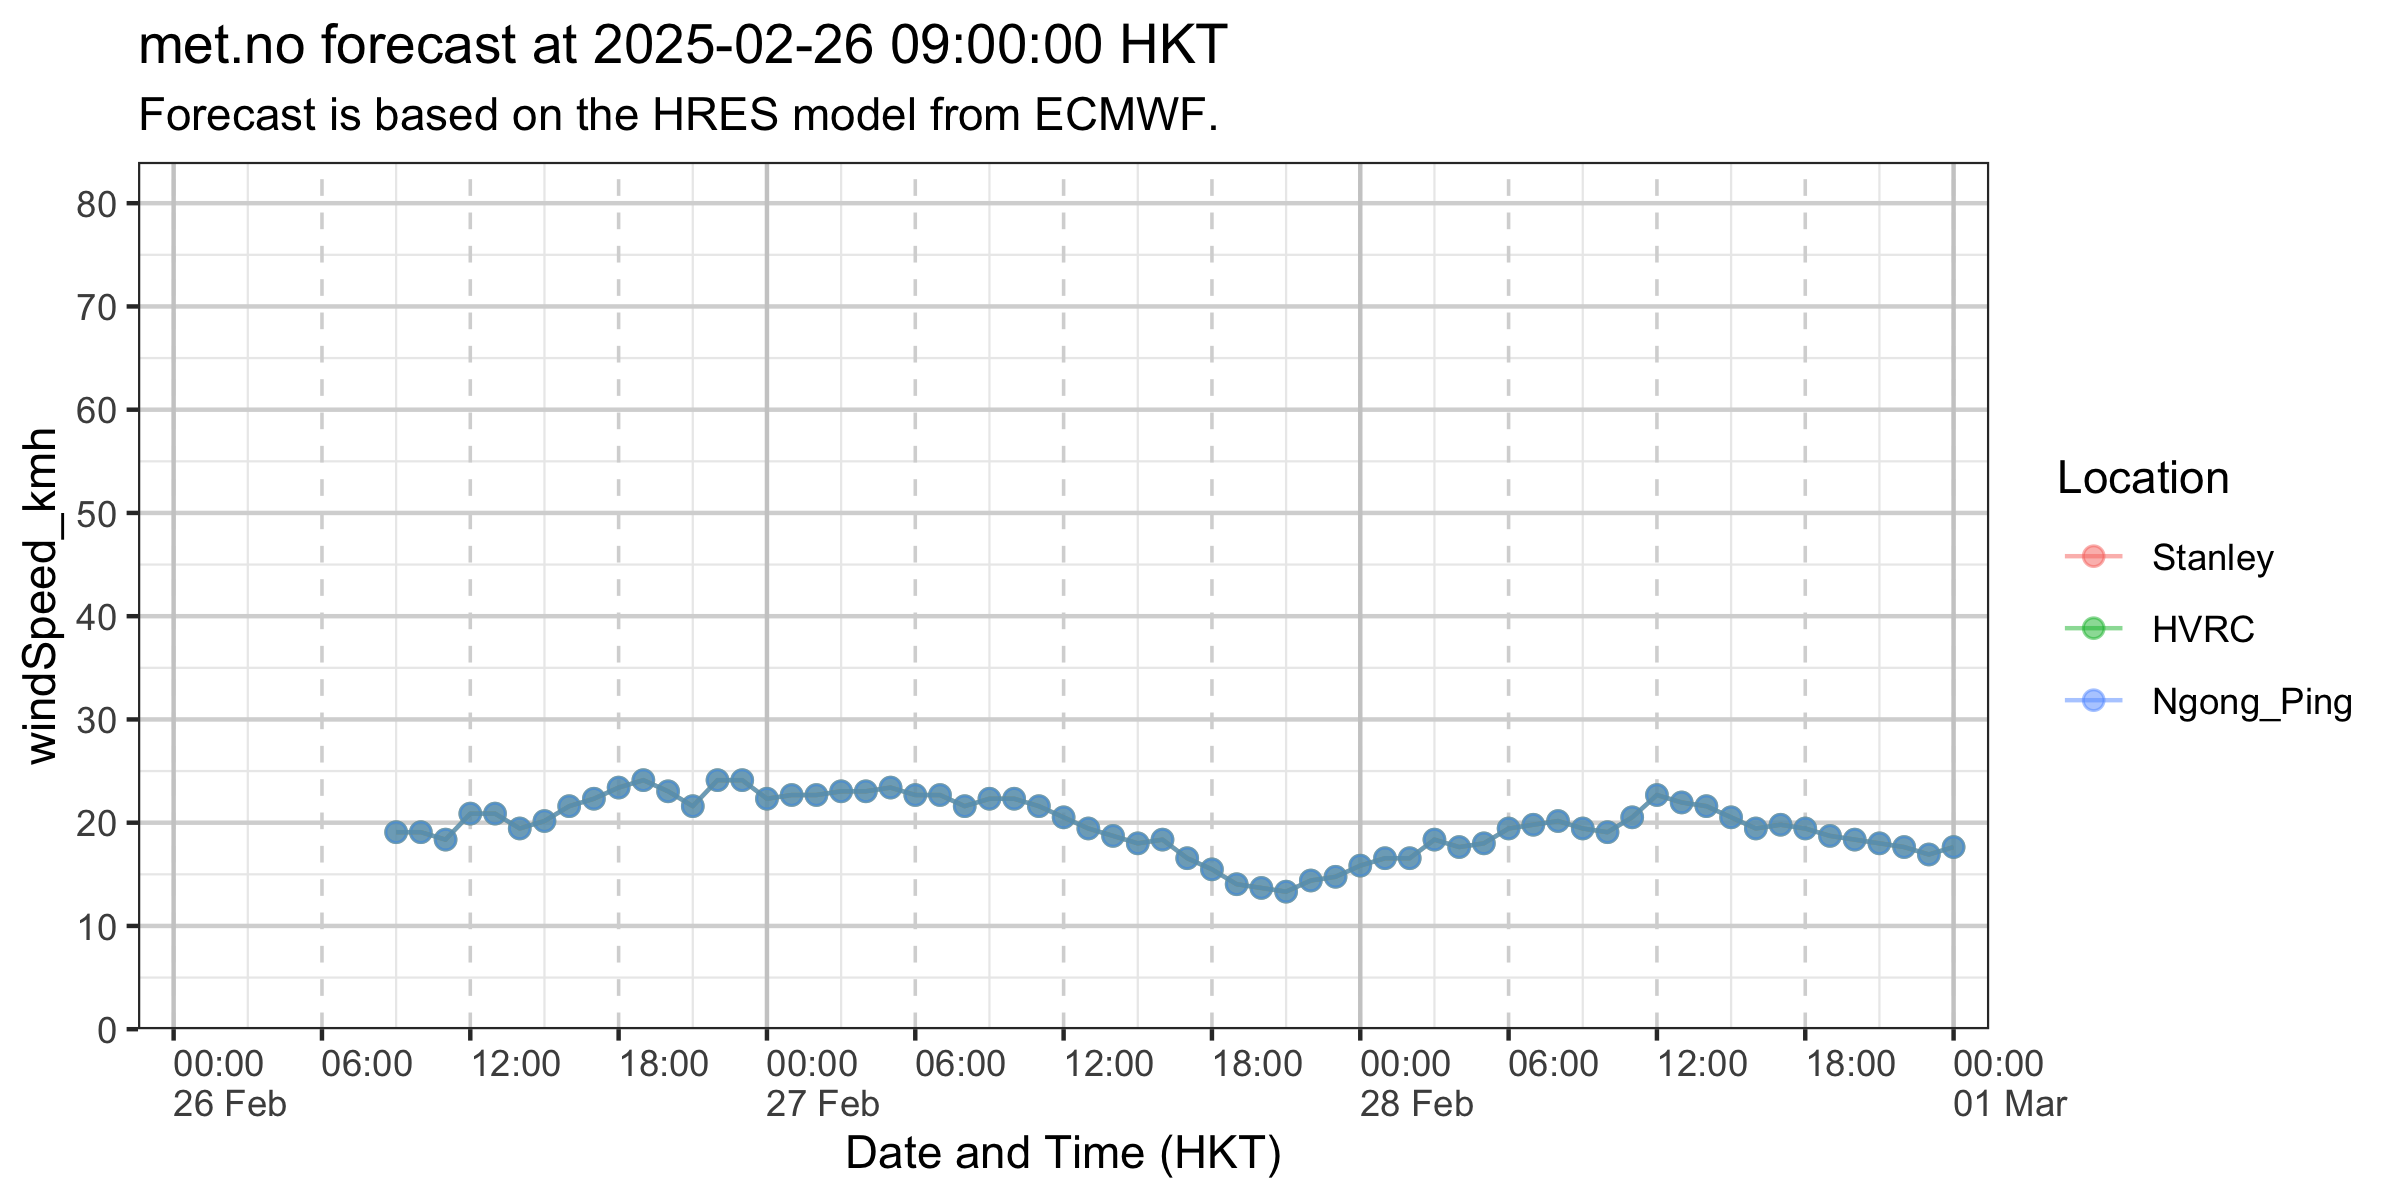 met.no forecast at 2025-02-26 09:00:00 HKT
Forecast is based on the HRES model from ECMWF.
windSpeed_kmh
80
70
60
50
40
30
20
10
0
00:00 06:00 12:00 18:00 00:00 06:00 12:00 18:00 00:00 06:00 12:00 18:00 00:00
26 Feb 27 Feb 28 Feb 01 Mar
Date and Time (HKT)
Location
Stanley
HVRC
Ngong_Ping